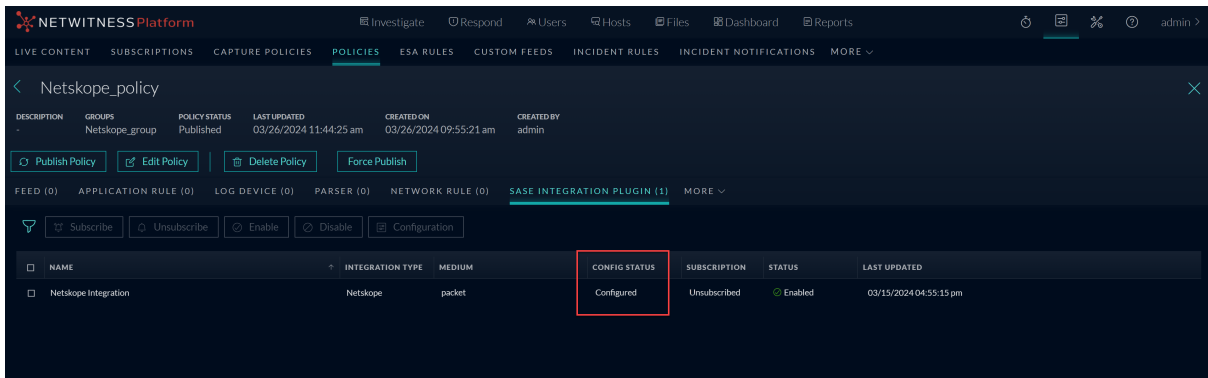 NETWITNESS Platform Investigate Respond Users Hosts Files Dashboard Reports admin >
LIVE CONTENT SUBSCRIPTIONS CAPTURE POLICIES POLICIES ESA RULES CUSTOM FEEDS INCIDENT RULES INCIDENT NOTIFICATIONS MORE
Netskope_policy
DESCRIPTION GROUPS POLICY STATUS LAST UPDATED CREATED ON CREATED BY
- Netskope_group Published 03/26/2024 11:44:25 am 03/26/2024 09:55:21 am admin
Publish Policy Edit Policy Delete Policy Force Publish
FEED (0) APPLICATION RULE (0) LOG DEVICE (0) PARSER (0) NETWORK RULE (0) SASE INTEGRATION PLUGIN (1) MORE
Subscribe Unsubscribe Enable Disable Configuration
NAME INTEGRATION TYPE MEDIUM CONFIG STATUS SUBSCRIPTION STATUS LAST UPDATED
Netskope Integration Netskope packet Configured Unsubscribed Enabled 03/15/2024 04:55:15 pm